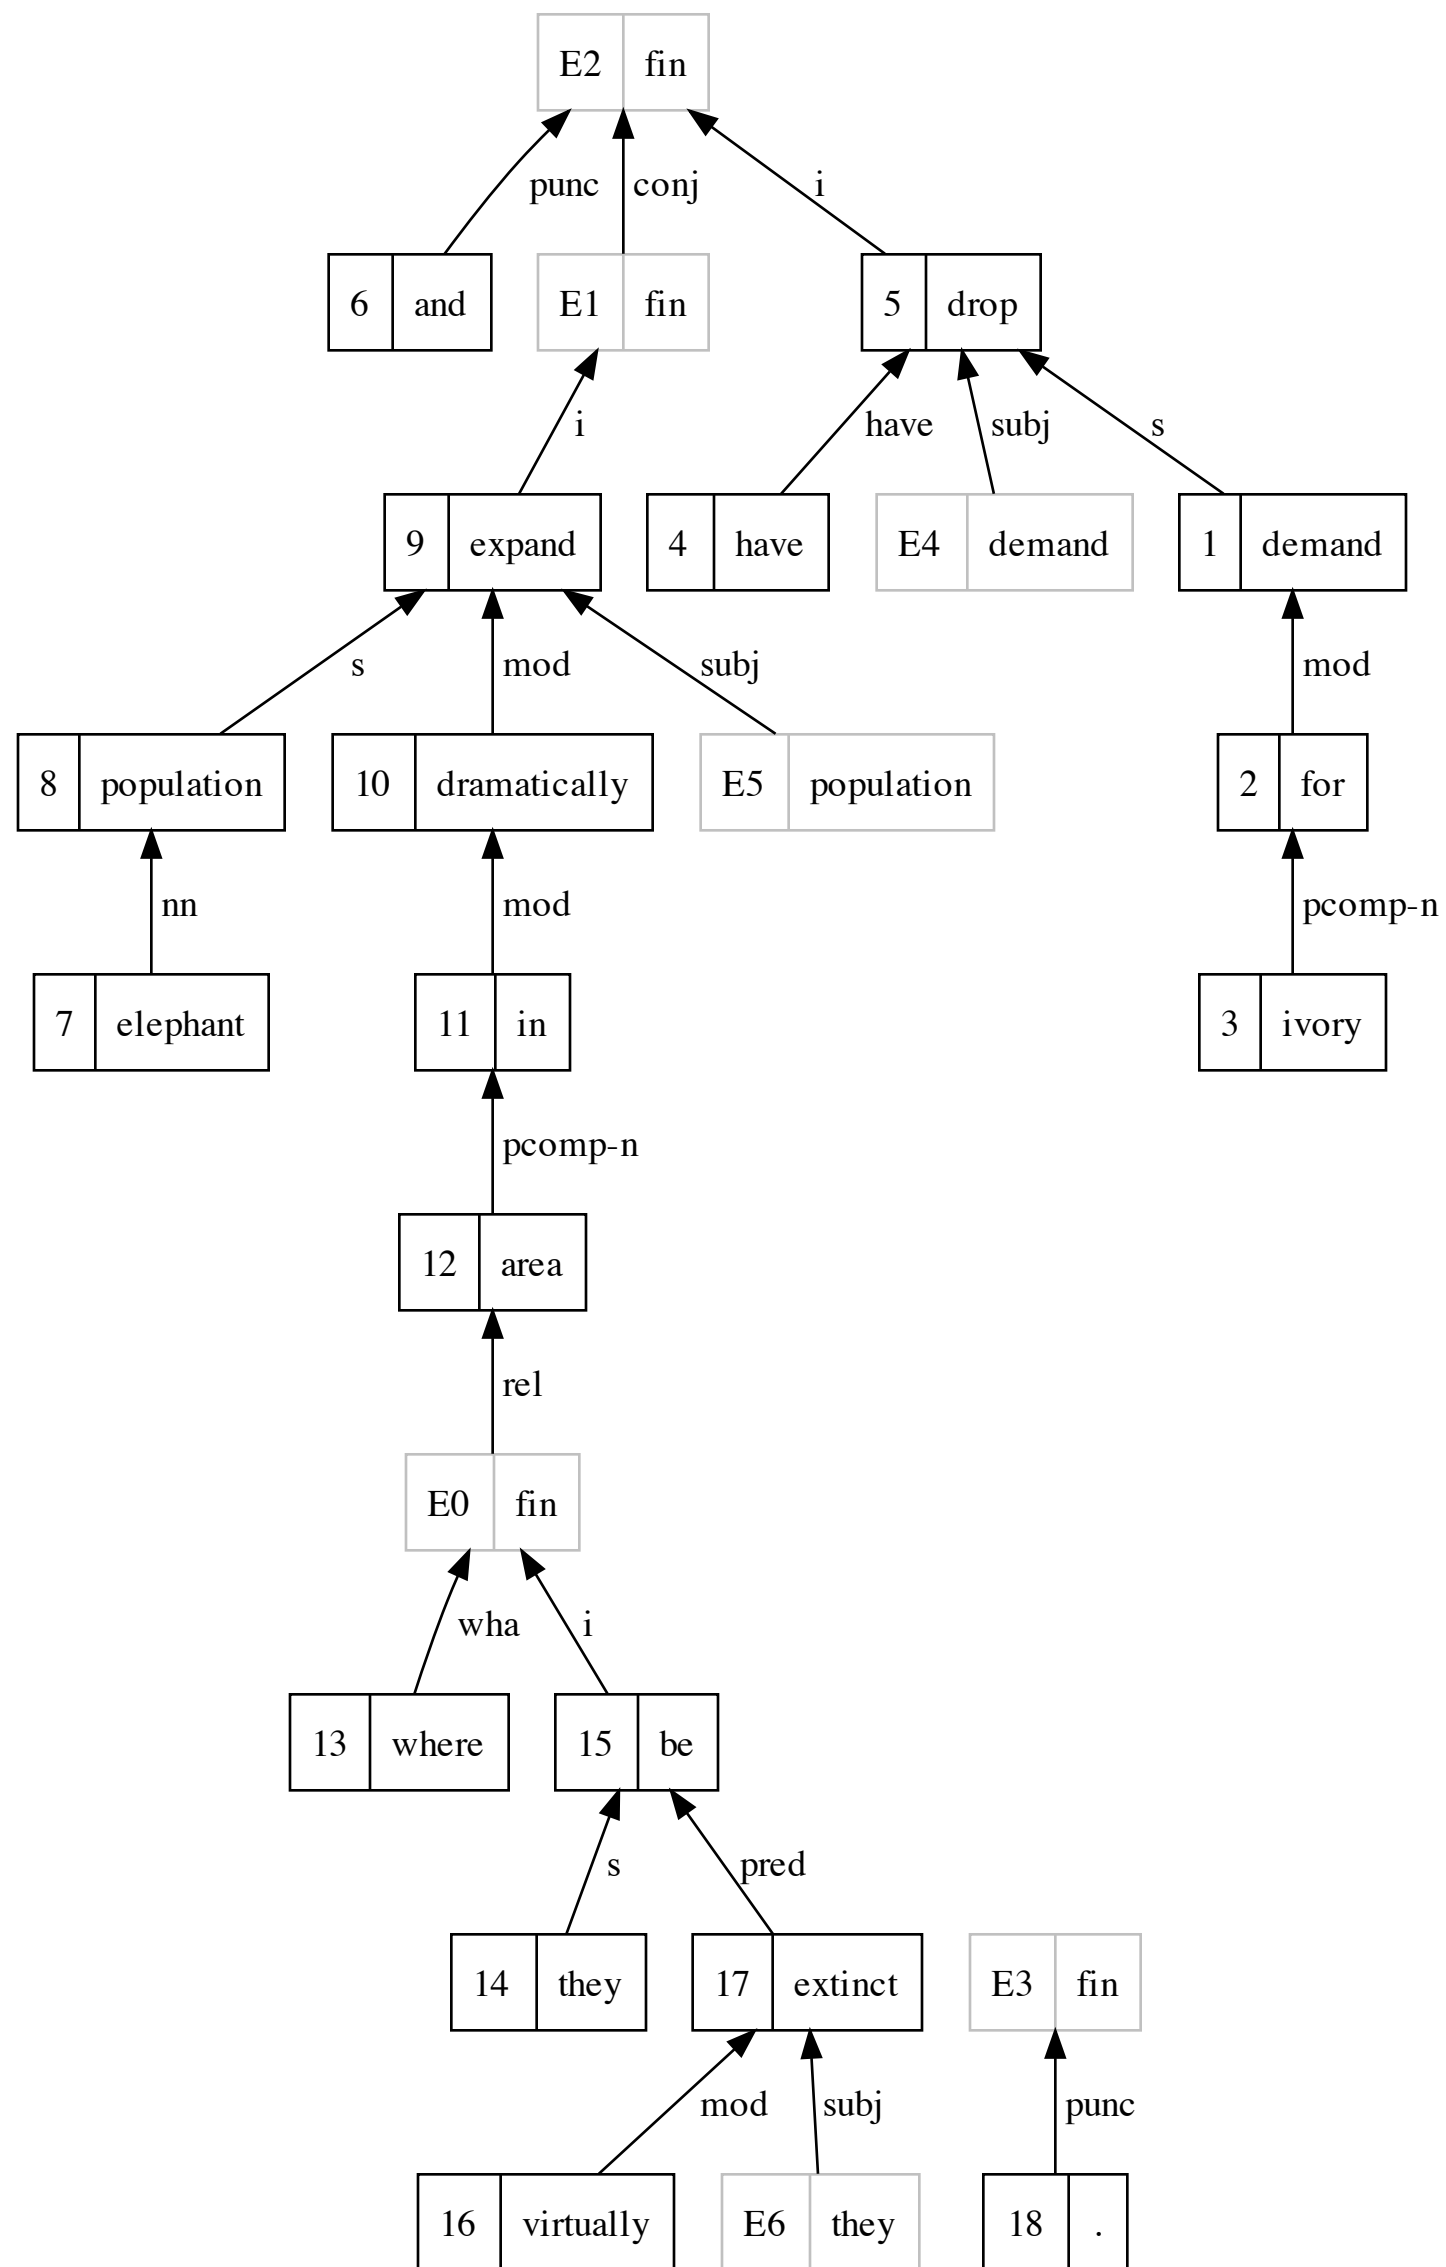 E2 fin
punc conj i
6 and E1 fin 5 drop
i have subj s
9 expand 4 have E4 demand 1 demand
s mod subj mod
8 population 10 dramatically E5 population 2 for
nn mod pcomp-n
7 elephant 11 in 3 ivory
pcomp-n
12 area
rel
E0 fin
wha i
13 where 15 be
s pred
14 they 17 extinct E3 fin
mod subj punc
16 virtually E6 they 18 .